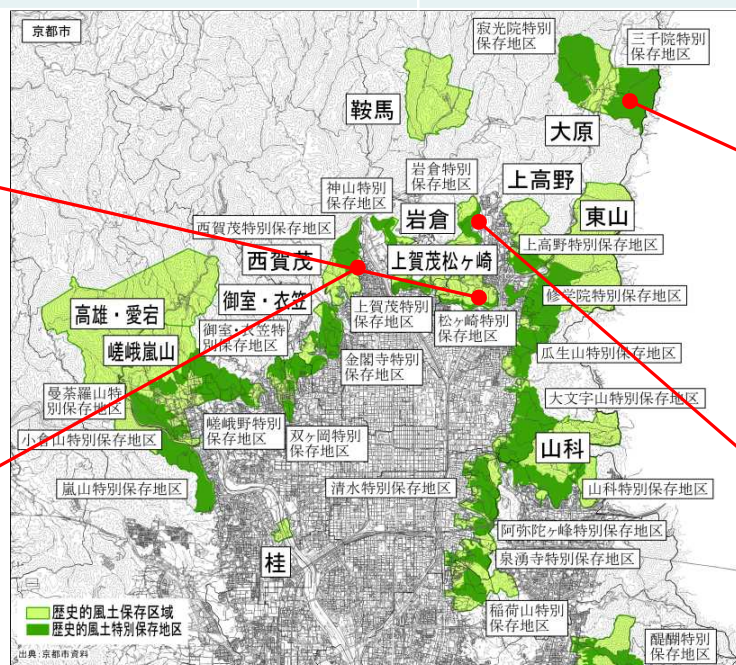 京都市
寂光院特別
保存地区
三千院特別
保存地区
鞍馬
大原
岩倉特別
保存地区
神山特別
保存地区
上高野
岩倉
東山
西賀茂特別保存地区
上高野特別保存地区
西賀茂
上賀茂松ヶ崎
御室・衣笠
修学院特別保存地区
高雄・愛宕
上賀茂特別
保存地区
松ヶ崎特別
保存地区
御室・衣笠特
別保存地区
嵯峨嵐山
金閣寺特別
保存地区
瓜生山特別保存地区
曼荼羅山特
別保存地区
大文字山特別保存地区
嵯峨野特別
保存地区
双ヶ岡特別
保存地区
小倉山特別保存地区
山科
嵐山特別保存地区
清水特別保存地区
山科特別保存地区
阿弥陀ヶ峰特別保存地区
桂
泉湧寺特別保存地区
稲荷山特別
保存地区
歴史的風土保存区域
歴史的風土特別保存地区
醍醐特別
保存地区
出典:京都市資料